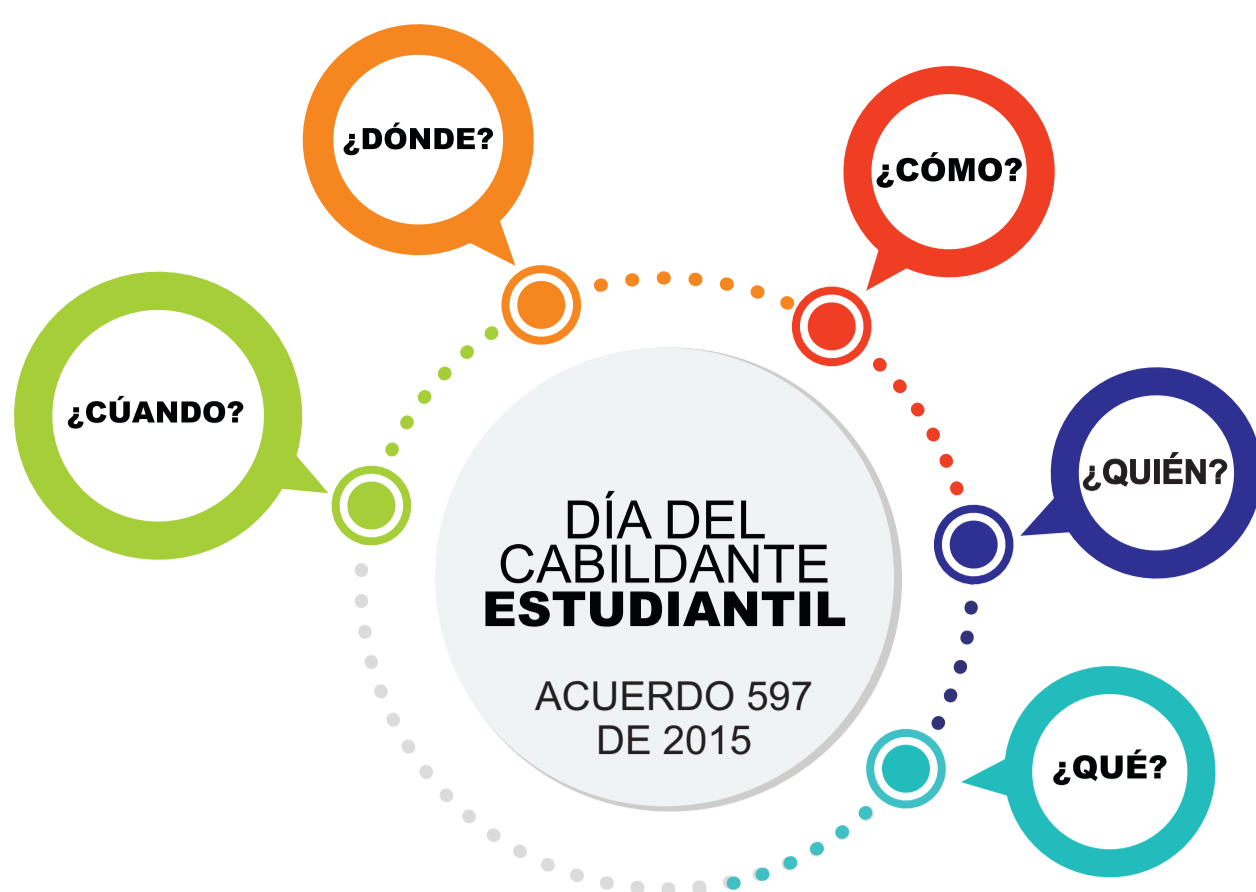 ¿DÓNDE?
¿CÓMO?
¿CÚANDO?
¿QUIÉN?
DÍA DEL
CABILDANTE
ESTUDIANTIL
ACUERDO 597
DE 2015
¿QUÉ?